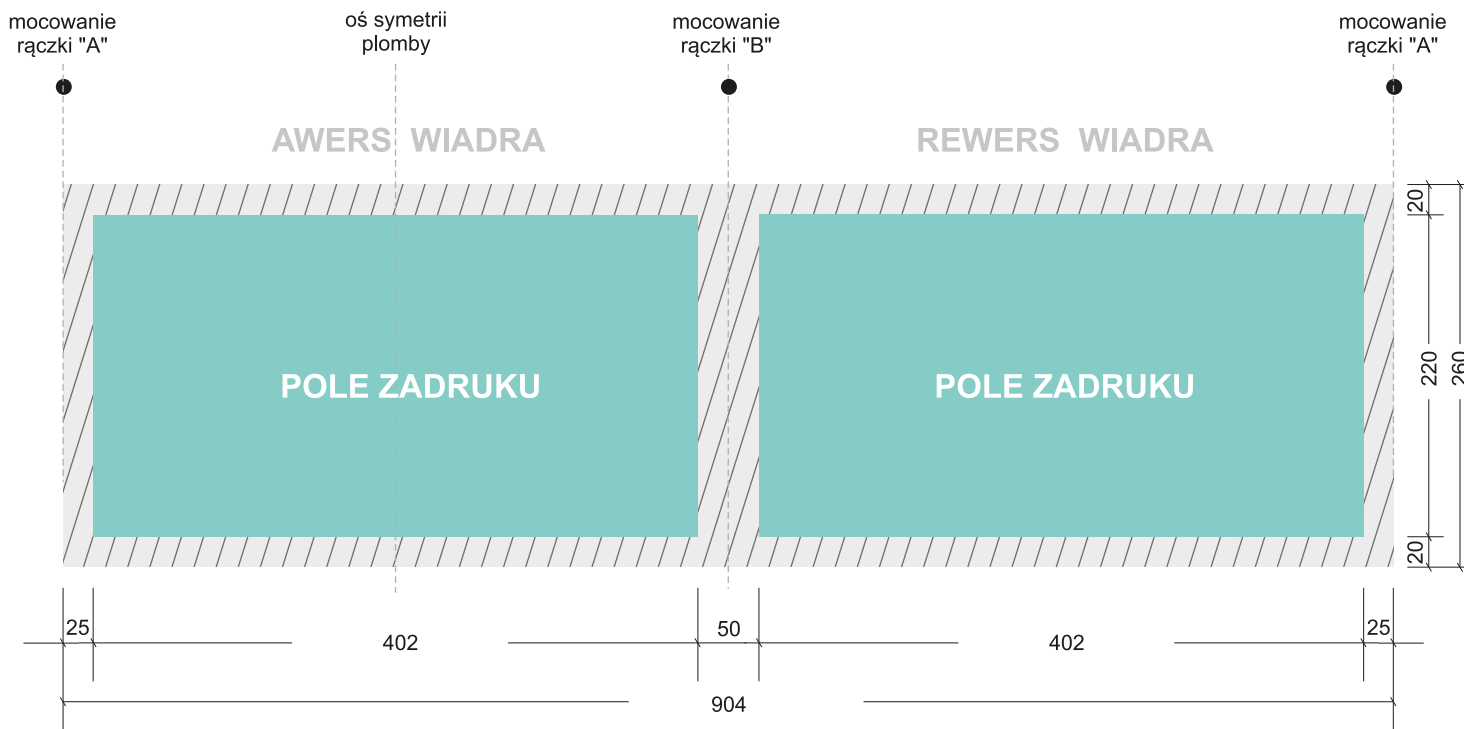 mocowanie
rączki "A"
oś symetrii
plomby
mocowanie
rączki "B"
mocowanie
rączki "A"
AWERS WIADRA
REWERS WIADRA
20
POLE ZADRUKU
POLE ZADRUKU
220
260
20
25
402
50
402
25
904